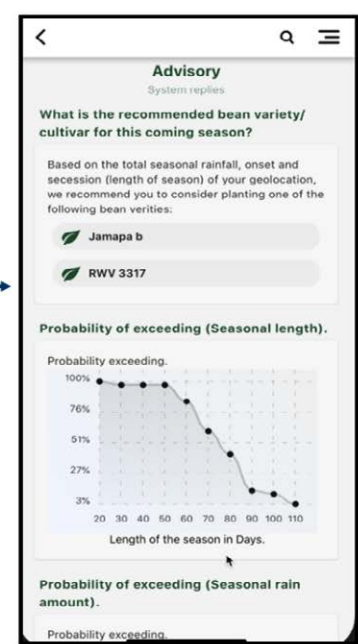 Advisory
System replies
What is the recommended bean variety/
cultivar for this coming season?
Based on the total seasonal rainfall, onset and
secession (length of season) of your geolocation,
we recommend you to consider planting one of the
following bean verities:
Jamapa b
RWV 3317
Probability of exceeding (Seasonal length).
Probability exceeding.
100%
76%
51%
27%
3%
20 30 40 50 60 70 80 90 100 110
Length of the season in Days.
Probability of exceeding (Seasonal rain
amount).
Probability exceeding.